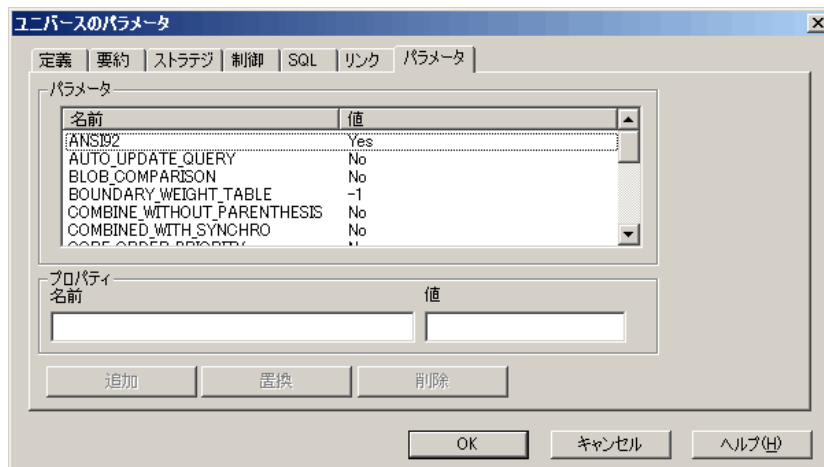 ユニバースのパラメータ
定義 要約 ストラテジ 制御 SQL リンク パラメータ
パラメータ
名前 値
ANSI92 Yes
AUTO_UPDATE_QUERY No
BLOB_COMPARISON No
BOUNDARY_WEIGHT_TABLE -1
COMBINE_WITHOUT_PARENTHESIS No
COMBINED_WITH_SYNCHRO No
プロパティ
名前 値
追加 置換 削除
OK キャンセル ヘルプ(H)